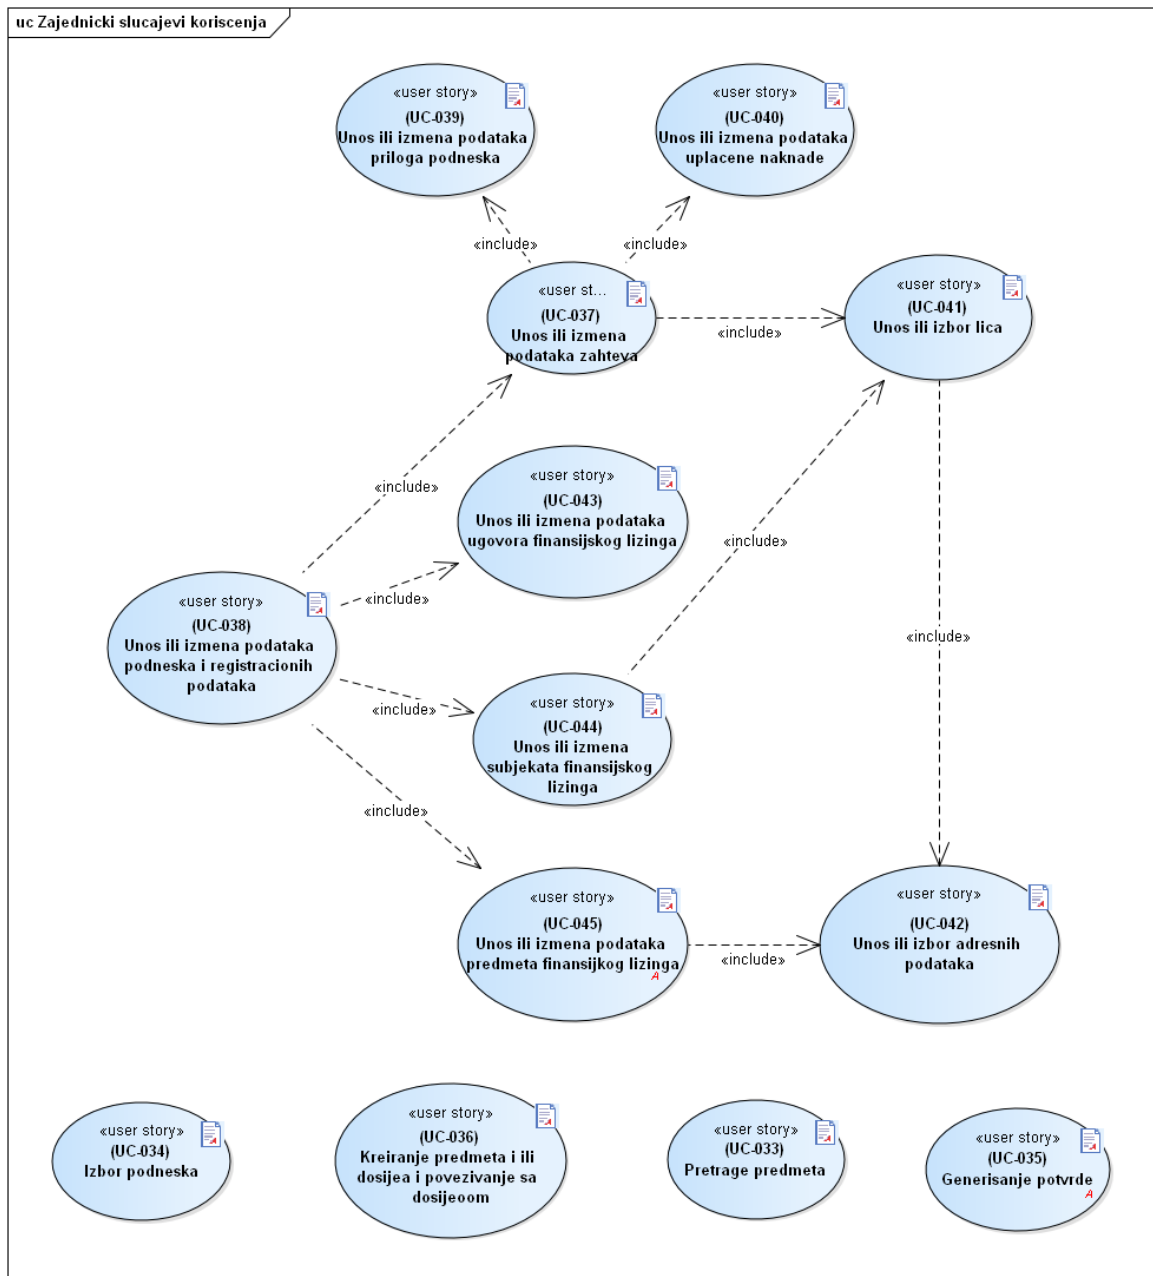 uc Zajednicki slucajevi koriscenja
«user story»
(UC-039)
Unos ili izmena podataka
priloga podneska
«user story»
(UC-040)
Unos ili izmena podataka
uplacene naknade
«include»
«include»
«user st...
(UC-037)
Unos ili izmena
podataka zahteva
«include»
«user story»
(UC-041)
Unos ili izbor lica
«include»
«user story»
(UC-043)
Unos ili izmena podataka
ugovora finansijskog lizinga
«include»
«include»
«user story»
(UC-038)
Unos ili izmena podataka
podneska i registracionih
podataka
«include»
«include»
«user story»
(UC-044)
Unos ili izmena
subjekata finansijskog
lizinga
«include»
«user story»
(UC-045)
Unos ili izmena podataka
predmeta finansijkog lizinga
A
«include»
«user story»
(UC-042)
Unos ili izbor adresnih
podataka
«user story»
(UC-034)
Izbor podneska
«user story»
(UC-036)
Kreiranje predmeta i ili
dosijea i povezivanje sa
dosijeoom
«user story»
(UC-033)
Pretrage predmeta
«user story»
(UC-035)
Generisanje potvrde
A